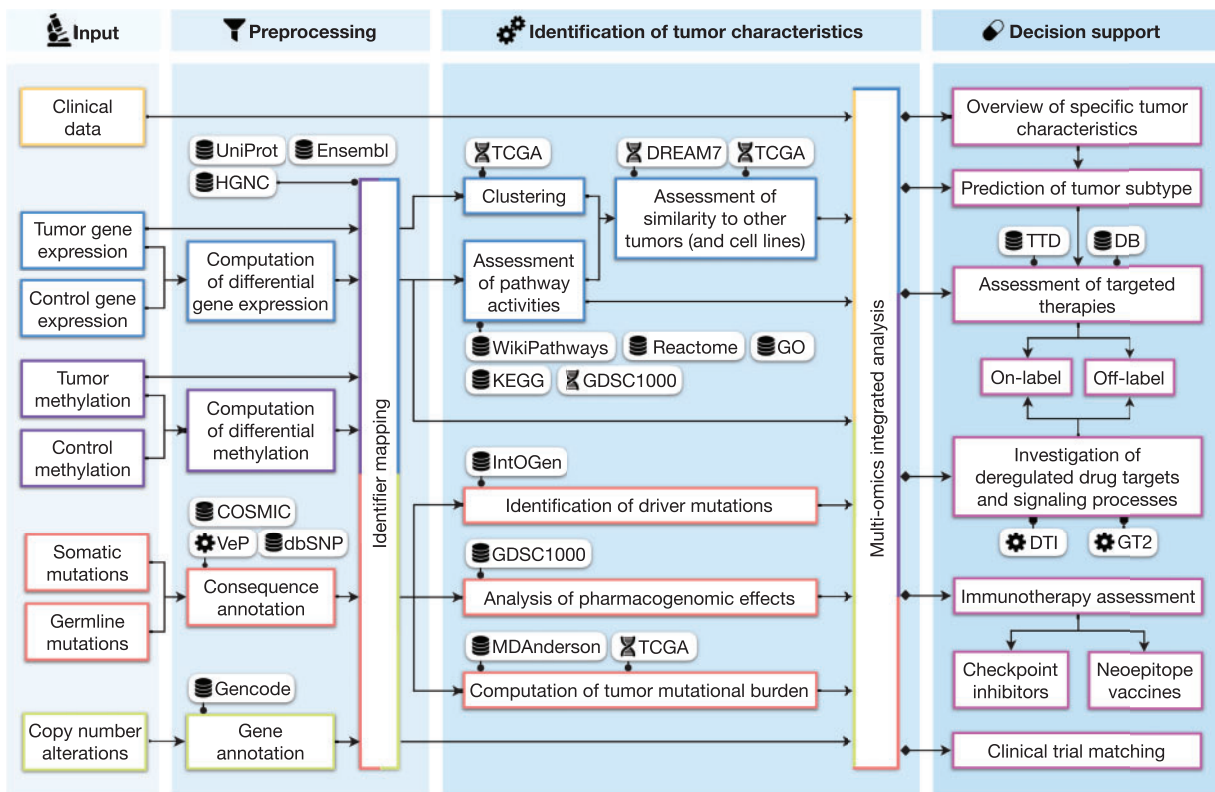 Input
Preprocessing
Identification of tumor characteristics
Decision support
Clinical
data
Tumor gene
expression
Control gene
expression
Tumor
methylation
Control
methylation
Somatic
mutations
Germline
mutations
Copy number
alterations
UniProt
Ensembl
HGNC
Computation
of differential
gene expression
Computation
of differential
methylation
COSMIC
VeP
dbSNP
Consequence
annotation
Gencode
Gene
annotation
Identifier mapping
TCGA
Clustering
DREAM7
TCGA
Assessment of
similarity to other
tumors (and cell lines)
Assessment
of pathway
activities
WikiPathways
Reactome
GO
KEGG
GDSC1000
IntOGen
Identification of driver mutations
GDSC1000
Analysis of pharmacogenomic effects
MDAnderson
TCGA
Computation of tumor mutational burden
Multi-omics integrated analysis
Overview of specific tumor
characteristics
Prediction of tumor subtype
TTD
DB
Assessment of targeted
therapies
On-label
Off-label
Investigation of
deregulated drug targets
and signaling processes
DTI
GT2
Immunotherapy assessment
Checkpoint
inhibitors
Neoepitope
vaccines
Clinical trial matching